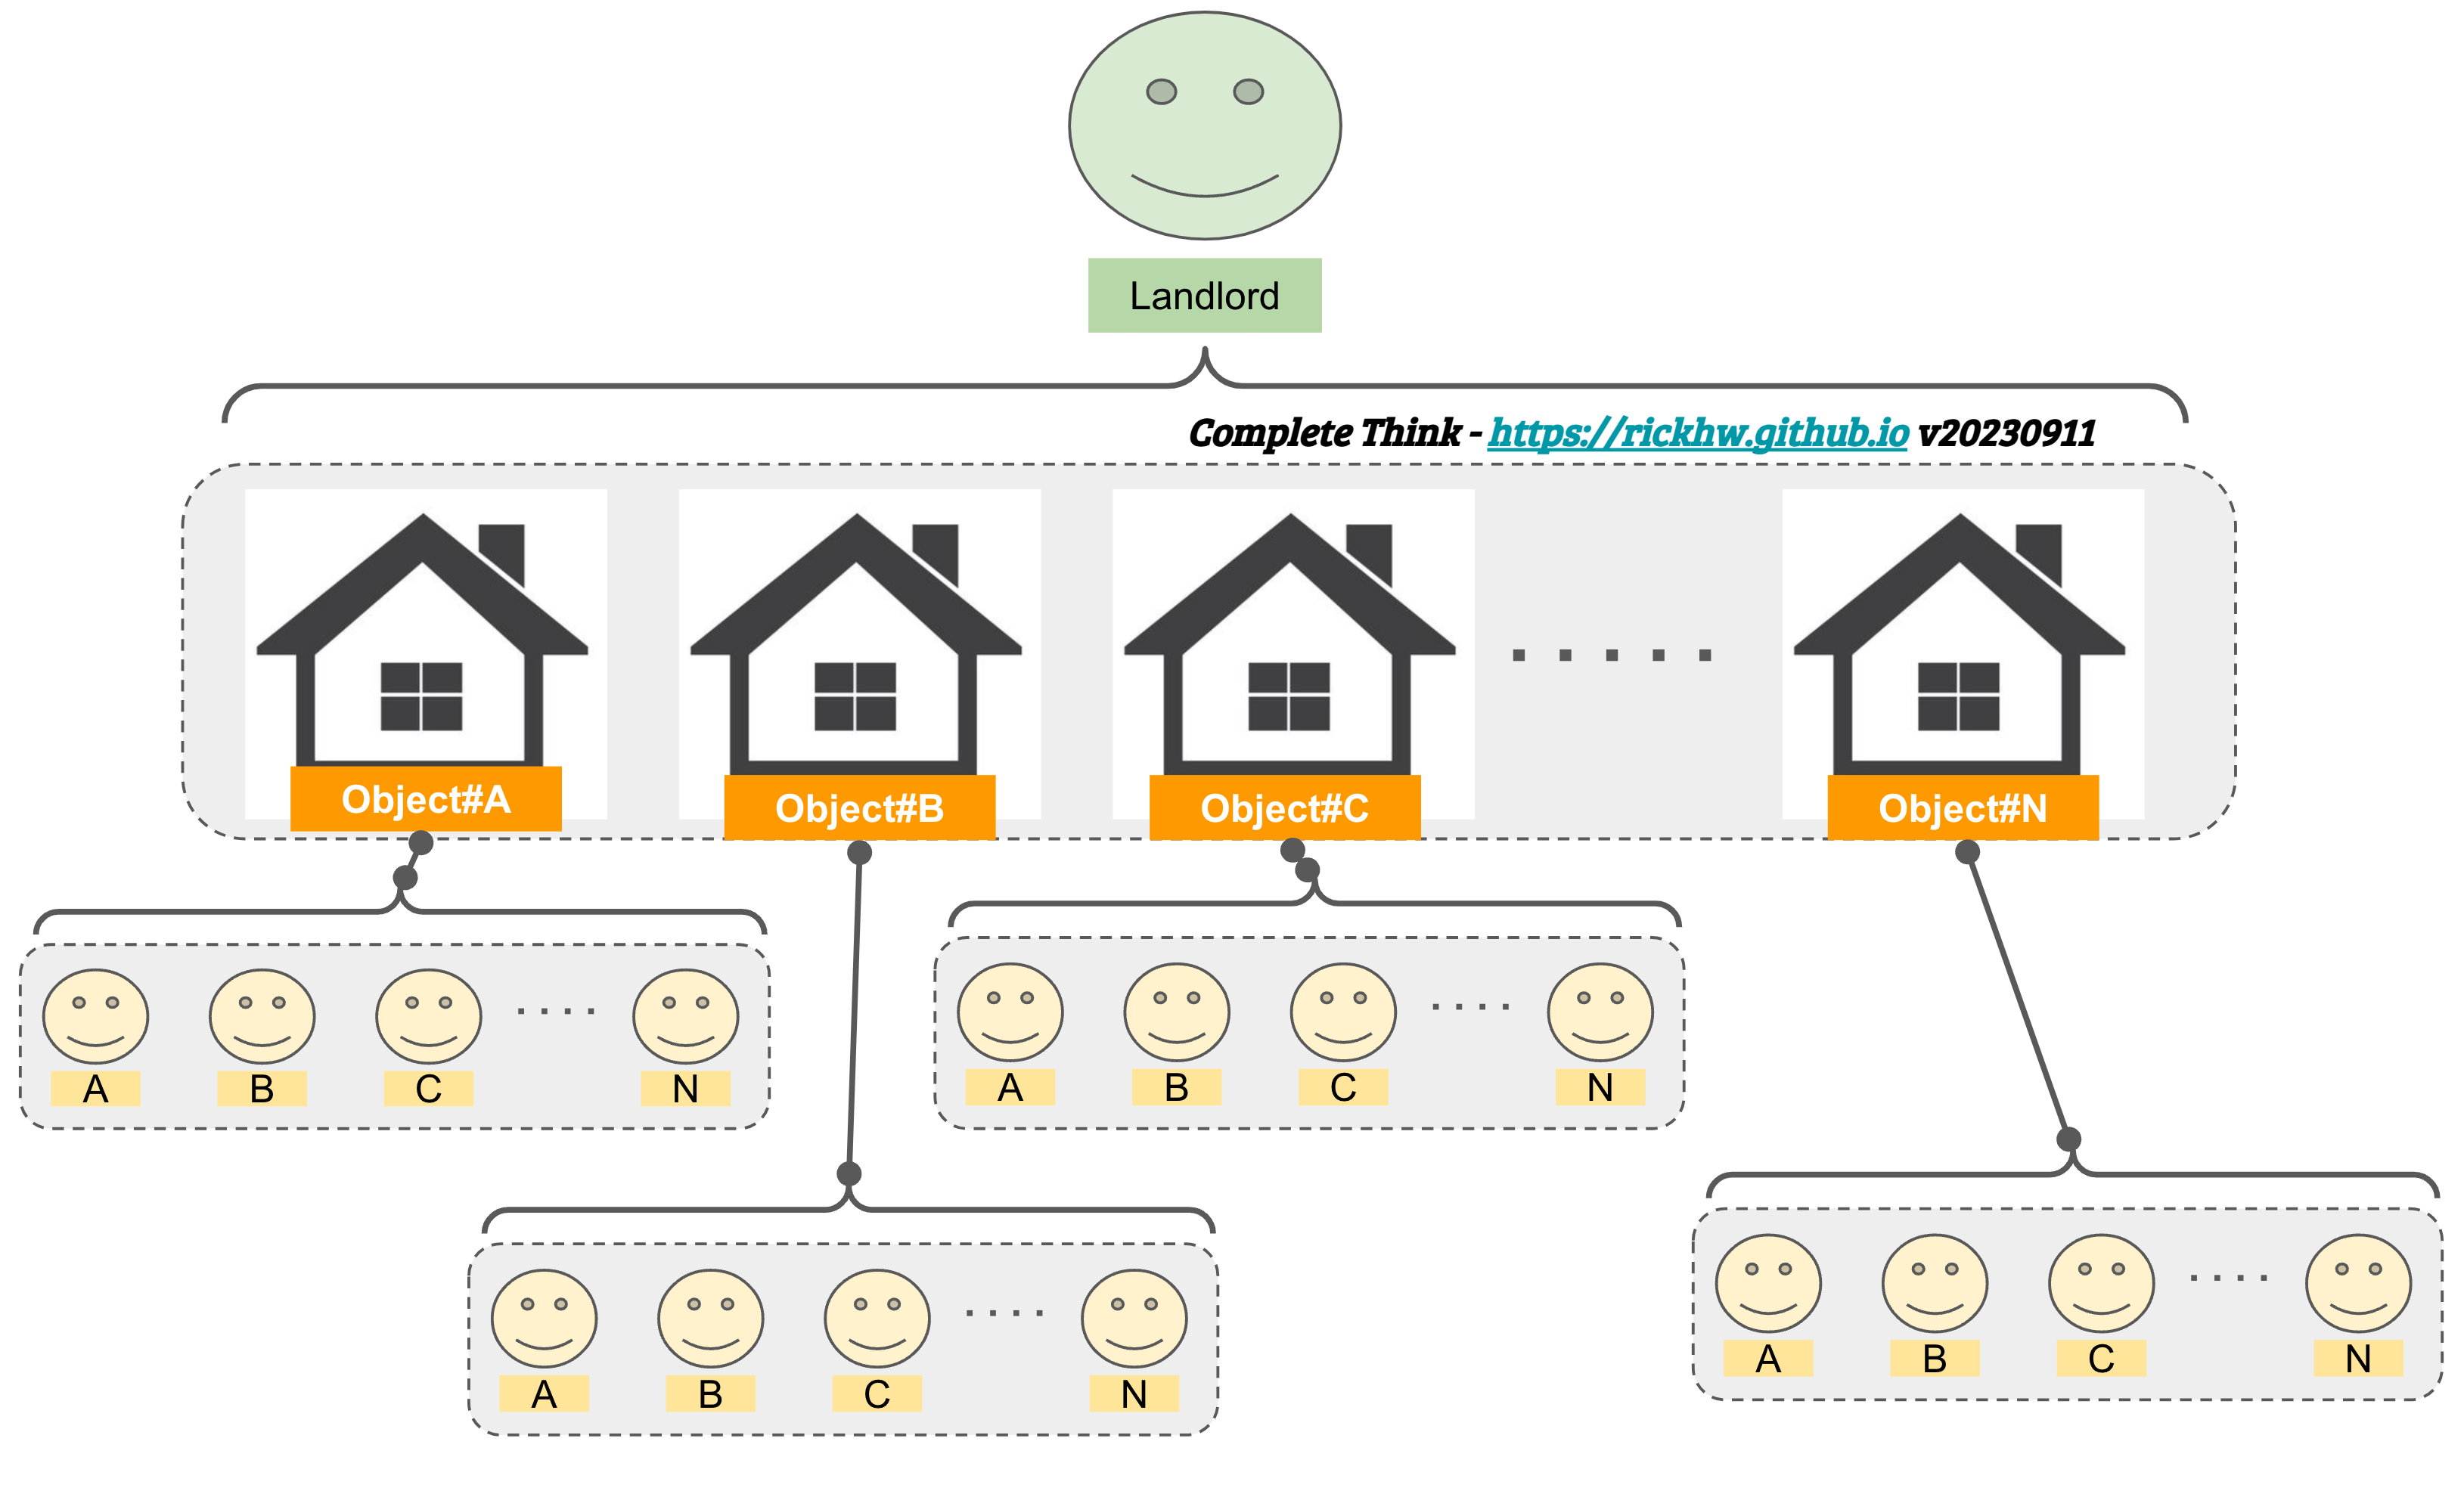 Landlord
Complete Think - https://rickhw.github.io v20230911
Object#A
Object#B
Object#C
Object#N
A B C N
A B C N
A B C N
A B C N